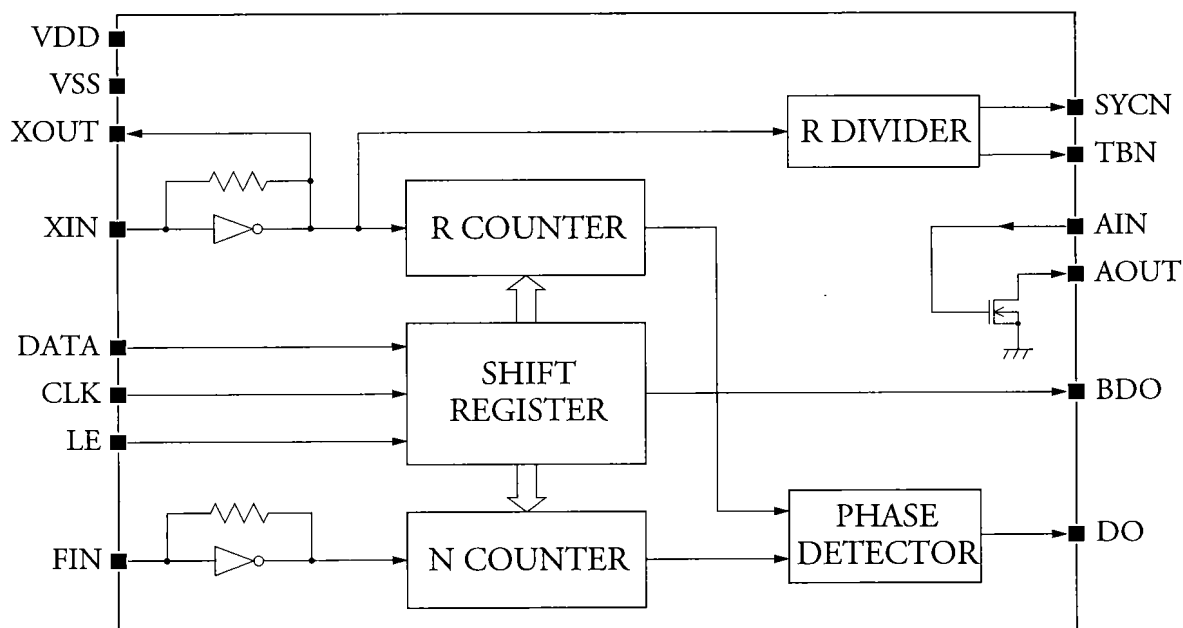 VDD
VSS
XOUT
XIN
DATA
CLK
LE
FIN
R DIVIDER
R COUNTER
SHIFT
REGISTER
N COUNTER
PHASE
DETECTOR
SYCN
TBN
AIN
AOUT
BDO
DO